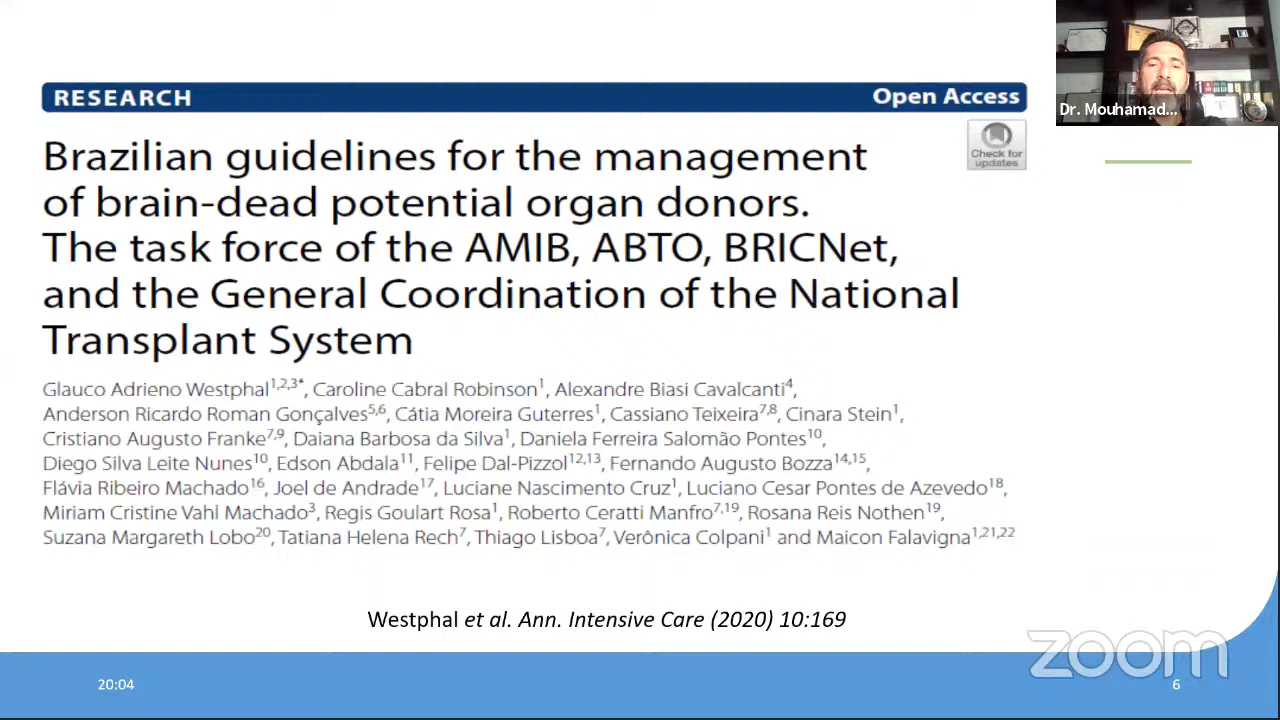 RESEARCH Open Access
Brazilian guidelines for the management
of brain-dead potential organ donors.
The task force of the AMIB, ABTO, BRICNet,
and the General Coordination of the National
Transplant System
Check for
updates
Glauco Adrieno Westphal1,2,3*, Caroline Cabral Robinson1, Alexandre Biasi Cavalcanti4,
Anderson Ricardo Roman Gonçalves5,6, Cátia Moreira Guterres1, Cassiano Teixeira7,8, Cinara Stein1,
Cristiano Augusto Franke7,9, Daiana Barbosa da Silva1, Daniela Ferreira Salomão Pontes10,
Diego Silva Leite Nunes10, Edson Abdala11, Felipe Dal-Pizzol12,13, Fernando Augusto Bozza14,15,
Flávia Ribeiro Machado16, Joel de Andrade17, Luciane Nascimento Cruz1, Luciano Cesar Pontes de Azevedo18,
Miriam Cristine Vahl Machado3, Regis Goulart Rosa1, Roberto Ceratti Manfro7,19, Rosana Reis Nothen19,
Suzana Margareth Lobo20, Tatiana Helena Rech7, Thiago Lisboa7, Verônica Colpani1 and Maicon Falavigna1,21,22
Westphal et al. Ann. Intensive Care (2020) 10:169
Dr. Mouhamad...
zoom
20:04
6